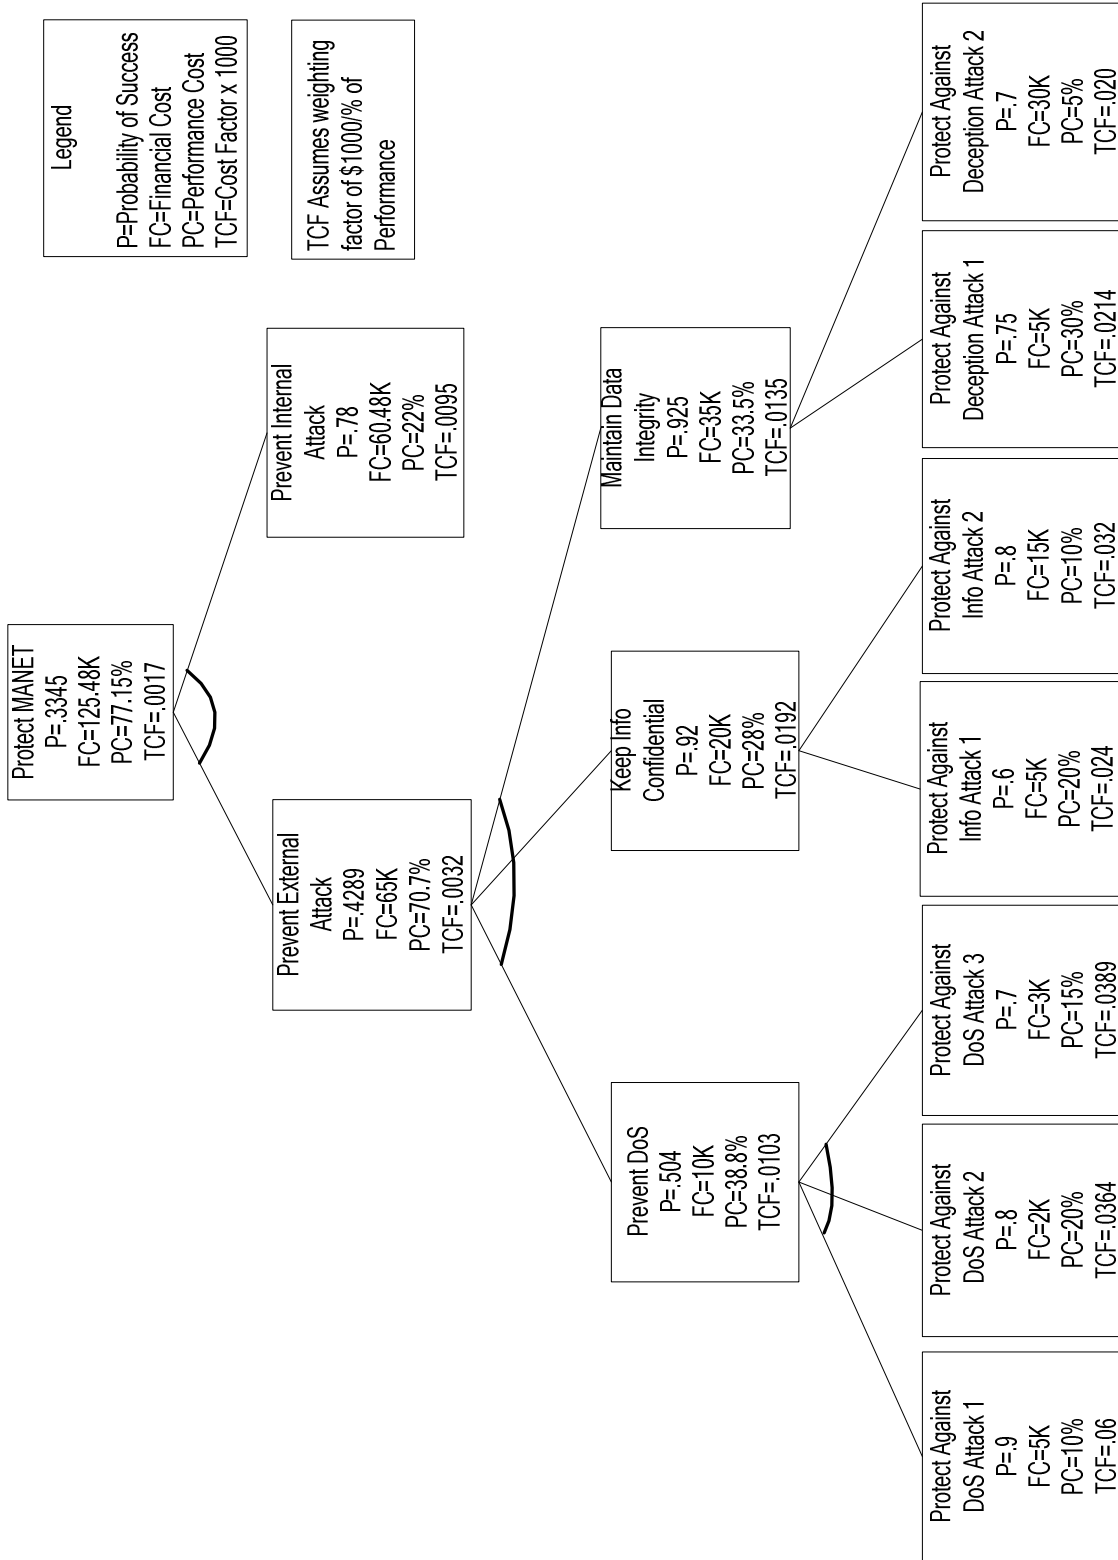 Legend
P=Probability of Success
FC=Financial Cost
PC=Performance Cost
TCF=Cost Factor x 1000
TCF Assumes weighting
factor of $1000/% of
Performance
Protect MANET
P=.3345
FC=125.48K
PC=77.15%
TCF=.0017
Prevent External
Attack
P=.4289
FC=65K
PC=70.7%
TCF=.0032
Prevent Internal
Attack
P=.78
FC=60.48K
PC=22%
TCF=.0095
Prevent DoS
P=.504
FC=10K
PC=38.8%
TCF=.0103
Keep Info
Confidential
P=.92
FC=20K
PC=28%
TCF=.0192
Maintain Data
Integrity
P=.925
FC=35K
PC=33.5%
TCF=.0135
Protect Against
DoS Attack 1
P=.9
FC=5K
PC=10%
TCF=.06
Protect Against
DoS Attack 2
P=.8
FC=2K
PC=20%
TCF=.0364
Protect Against
DoS Attack 3
P=.7
FC=3K
PC=15%
TCF=.0389
Protect Against
Info Attack 1
P=.6
FC=5K
PC=20%
TCF=.024
Protect Against
Info Attack 2
P=.8
FC=15K
PC=10%
TCF=.032
Protect Against
Deception Attack 1
P=.75
FC=5K
PC=30%
TCF=.0214
Protect Against
Deception Attack 2
P=.7
FC=30K
PC=5%
TCF=.020